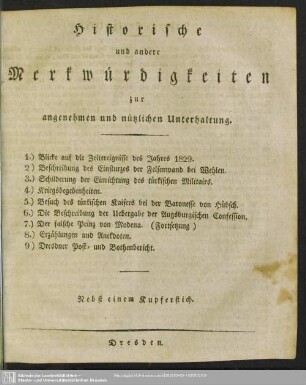 Historische
und andere
Merkwürdigkeiten
zur
angenehmen und nützlichen Unterhaltung.
1.) Blicke auf die Zeitereignisse des Jahres 1829.
2) Beschreibung des Einsturzes der Felsenwand bei Wehlen.
3.) Schilderung der Einrichtung des türkischen Militairs.
4) Kriegsbegebenheiten.
5.) Besuch des türkischen Kaisers bei der Baronesse von Hübsch.
6.) Die Beschreibung der Uebergabe der Augsburgischen Confession.
7.) Der falsche Prinz von Modena. (Fortsetzung)
8.) Erzählungen und Anekdoten.
9) Dresdner Post- und Bothenbericht.
Nebst einem Kupferstich.
Dresden.